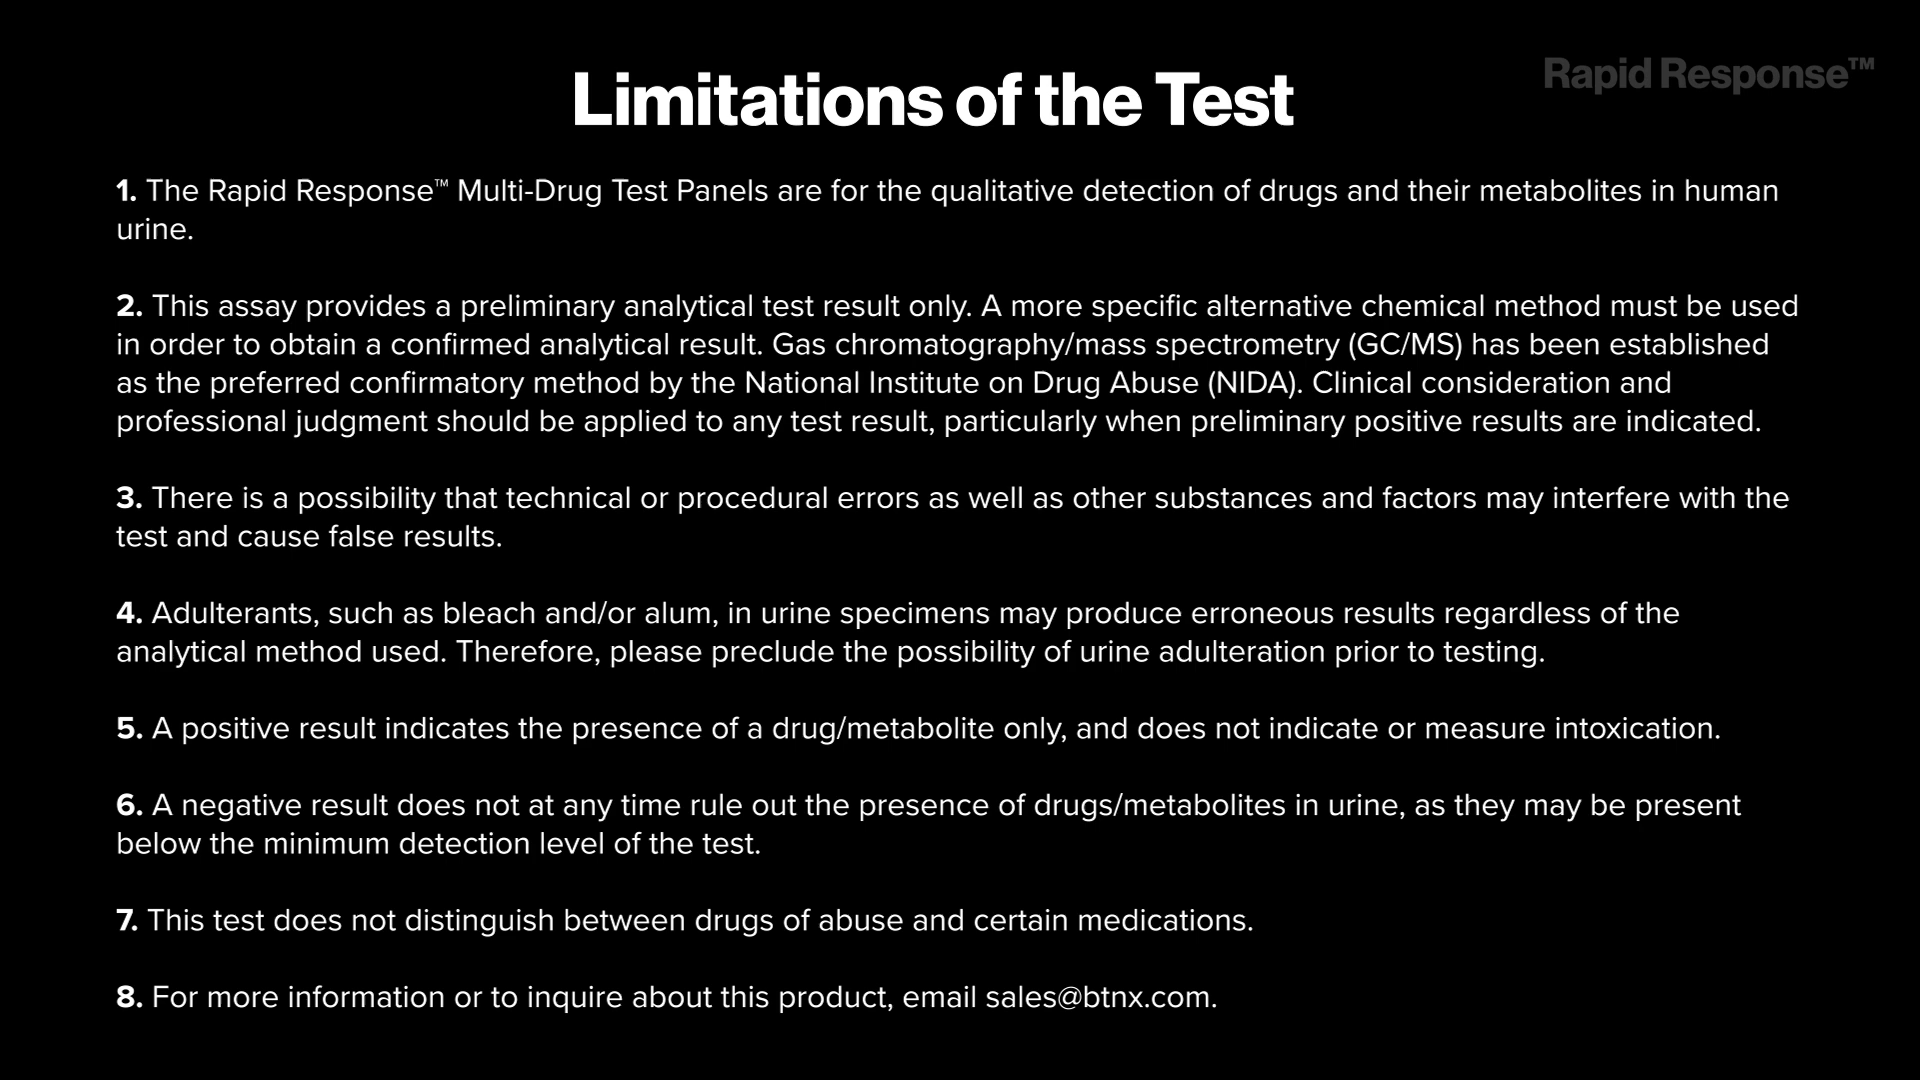 Limitations of the Test
Rapid Response™
1. The Rapid Response™ Multi-Drug Test Panels are for the qualitative detection of drugs and their metabolites in human
urine.
2. This assay provides a preliminary analytical test result only. A more specific alternative chemical method must be used
in order to obtain a confirmed analytical result. Gas chromatography/mass spectrometry (GC/MS) has been established
as the preferred confirmatory method by the National Institute on Drug Abuse (NIDA). Clinical consideration and
professional judgment should be applied to any test result, particularly when preliminary positive results are indicated.
3. There is a possibility that technical or procedural errors as well as other substances and factors may interfere with the
test and cause false results.
4. Adulterants, such as bleach and/or alum, in urine specimens may produce erroneous results regardless of the
analytical method used. Therefore, please preclude the possibility of urine adulteration prior to testing.
5. A positive result indicates the presence of a drug/metabolite only, and does not indicate or measure intoxication.
6. A negative result does not at any time rule out the presence of drugs/metabolites in urine, as they may be present
below the minimum detection level of the test.
7. This test does not distinguish between drugs of abuse and certain medications.
8. For more information or to inquire about this product, email sales@btnx.com.